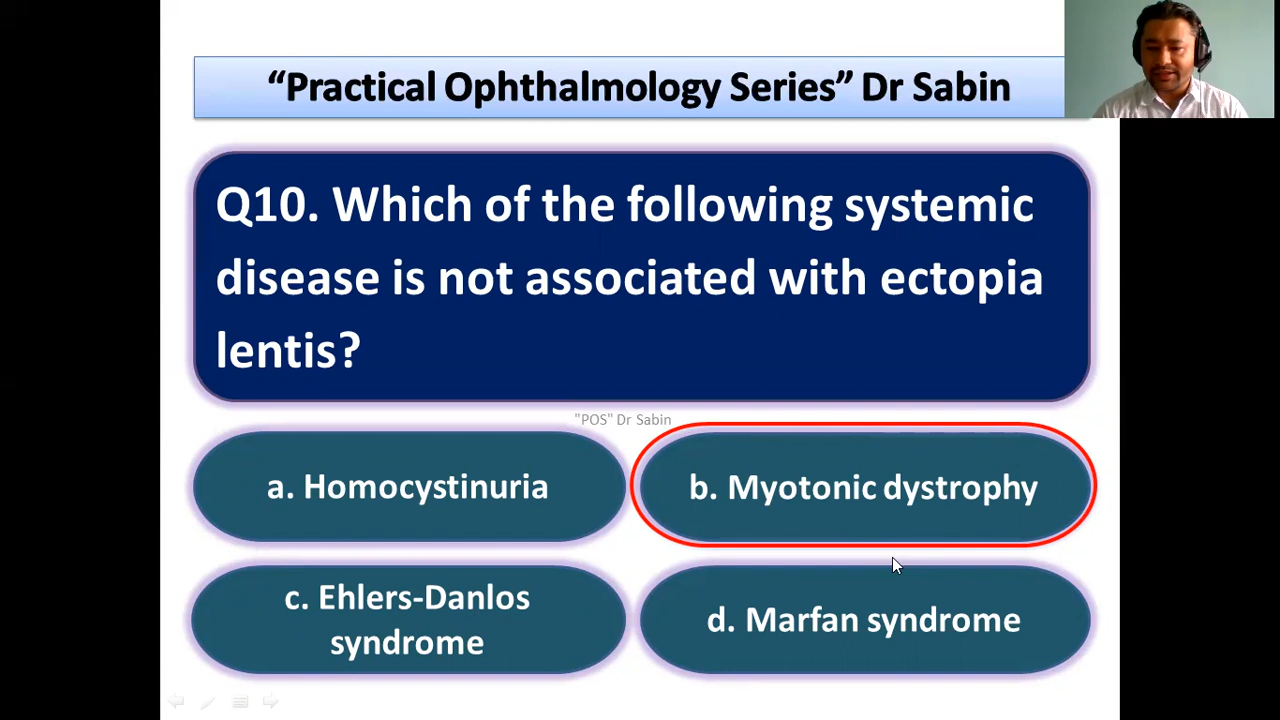 “Practical Ophthalmology Series” Dr Sabin
Q10. Which of the following systemic
disease is not associated with ectopia
lentis?
"POS" Dr Sabin
a. Homocystinuria
b. Myotonic dystrophy
c. Ehlers-Danlos
syndrome
d. Marfan syndrome